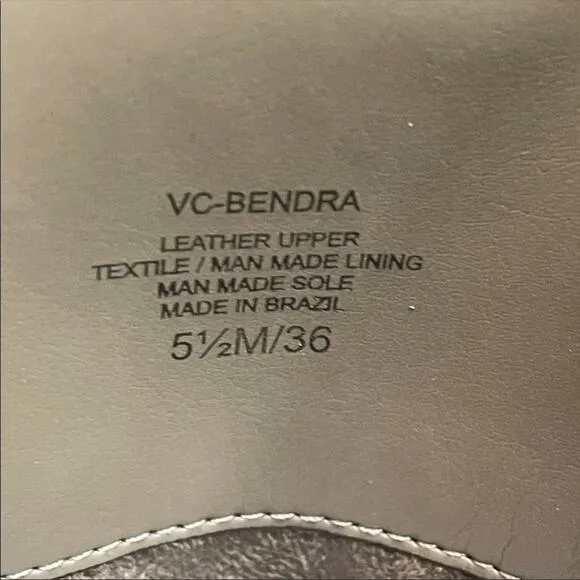 VC-BENDRA
LEATHER UPPER
TEXTILE / MAN MADE LINING
MAN MADE SOLE
MADE IN BRAZIL
5½M/36